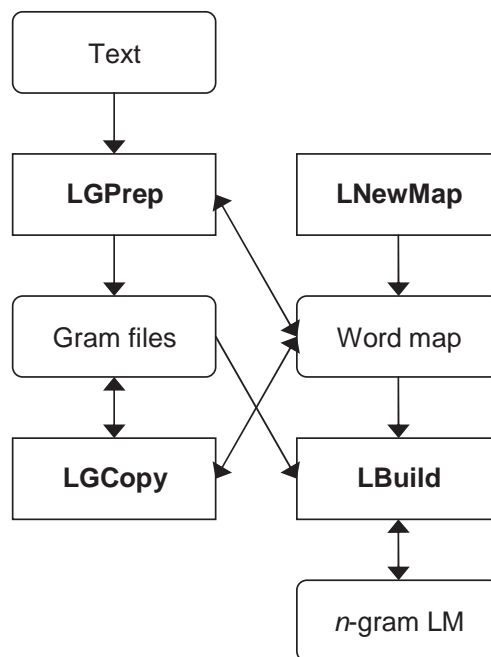 Text
LGPrep
LNewMap
Gram files
Word map
LGCopy
LBuild
n-gram LM